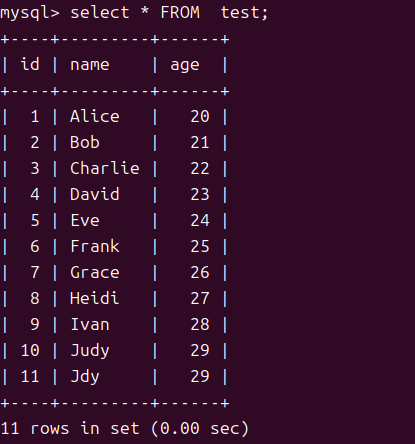 mysql> select * FROM  test;
+----+---------+------+
| id | name    | age  |
+----+---------+------+
|  1 | Alice   |   20 |
|  2 | Bob     |   21 |
|  3 | Charlie |   22 |
|  4 | David   |   23 |
|  5 | Eve     |   24 |
|  6 | Frank   |   25 |
|  7 | Grace   |   26 |
|  8 | Heidi   |   27 |
|  9 | Ivan    |   28 |
| 10 | Judy    |   29 |
| 11 | Jdy     |   29 |
+----+---------+------+
11 rows in set (0.00 sec)